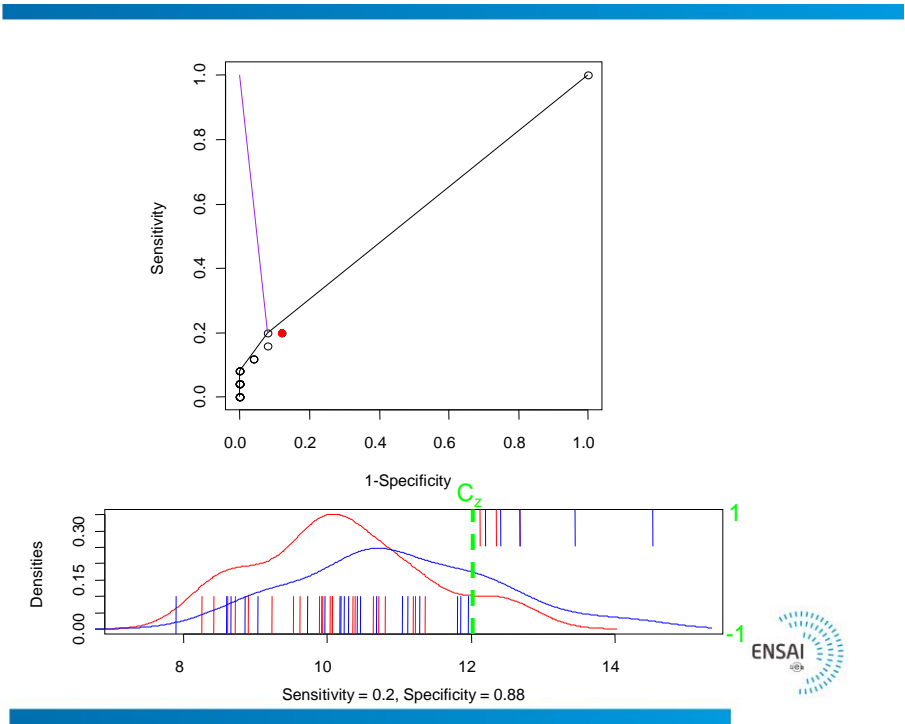 1.0
0.8
0.6
0.4
0.2
0.0
Sensitivity
0.0 0.2 0.4 0.6 0.8 1.0
1-Specificity
Cz
1
0.30
0.15
0.00
Densities
-1
8 10 12 14
Sensitivity = 0.2, Specificity = 0.88
ENSAI